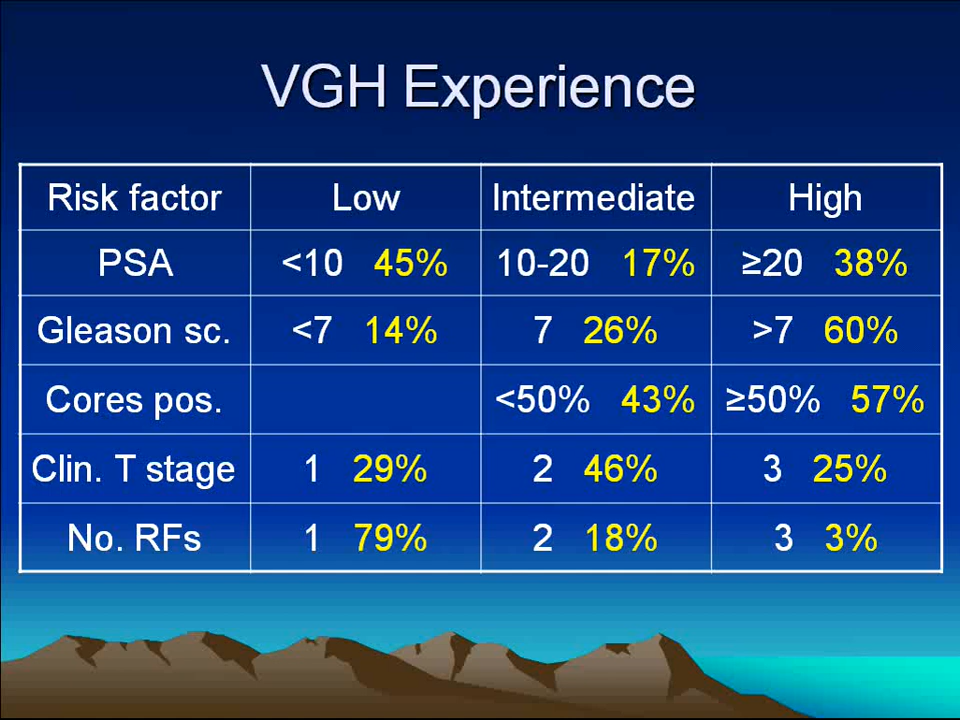 VGH Experience
Risk factor Low Intermediate High
PSA <10 45% 10-20 17% ≥20 38%
Gleason sc. <7 14% 7 26% >7 60%
Cores pos. <50% 43% ≥50% 57%
Clin. T stage 1 29% 2 46% 3 25%
No. RFs 1 79% 2 18% 3 3%